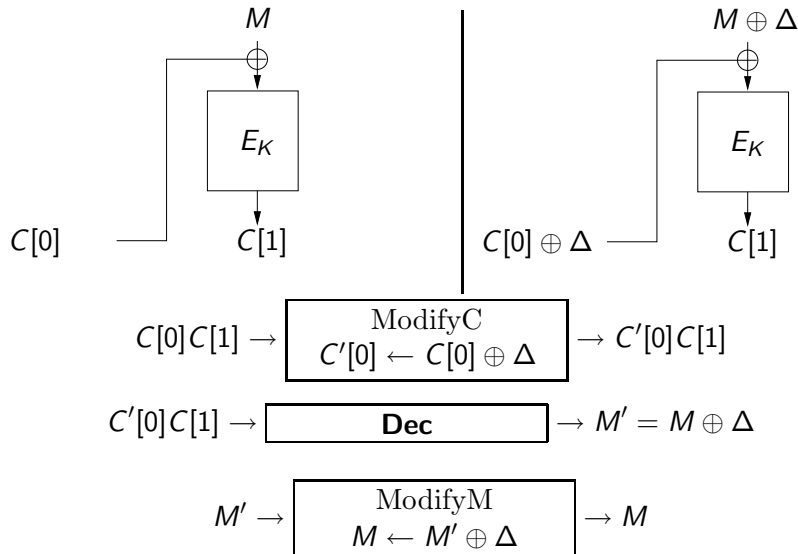 M
M ⊕ Δ
E_K
E_K
C[0]
C[1]
C[0] ⊕ Δ
C[1]
C[0]C[1] →
ModifyC
C'[0] ← C[0] ⊕ Δ
→ C'[0]C[1]
C'[0]C[1] →
Dec
→ M' = M ⊕ Δ
M' →
ModifyM
M ← M' ⊕ Δ
→ M